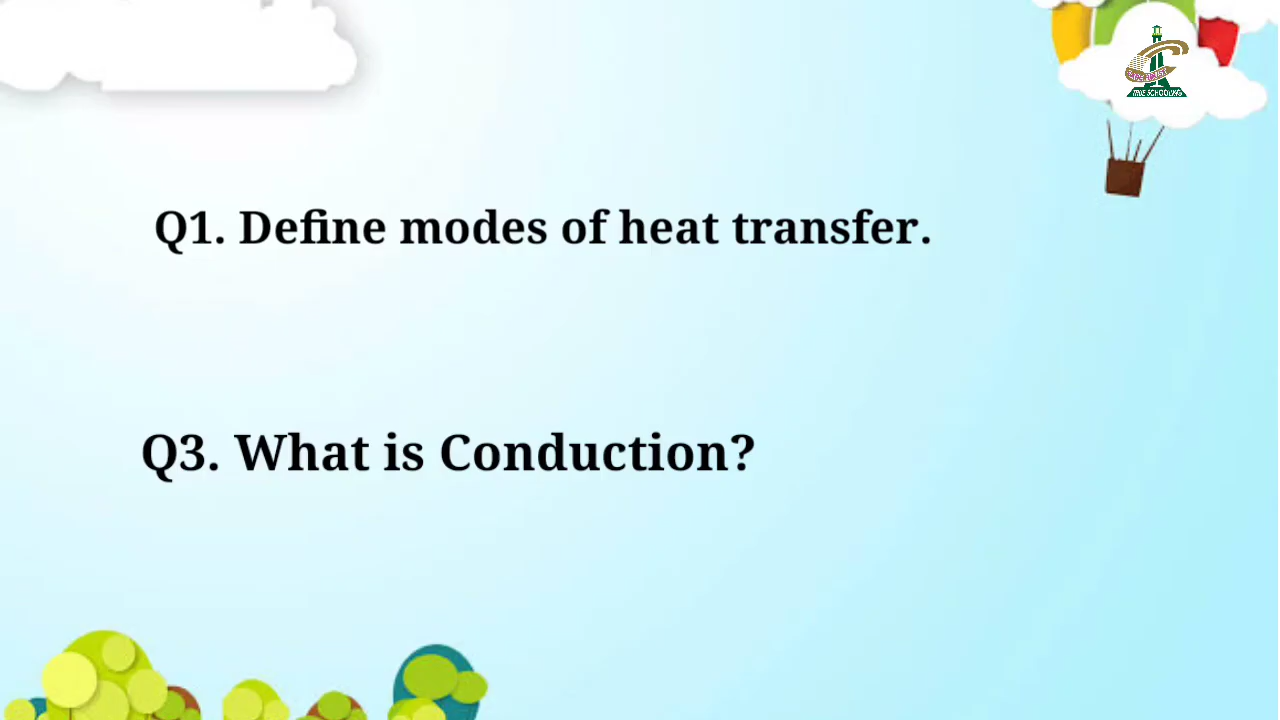 Q1. Define modes of heat transfer.
Q3. What is Conduction?